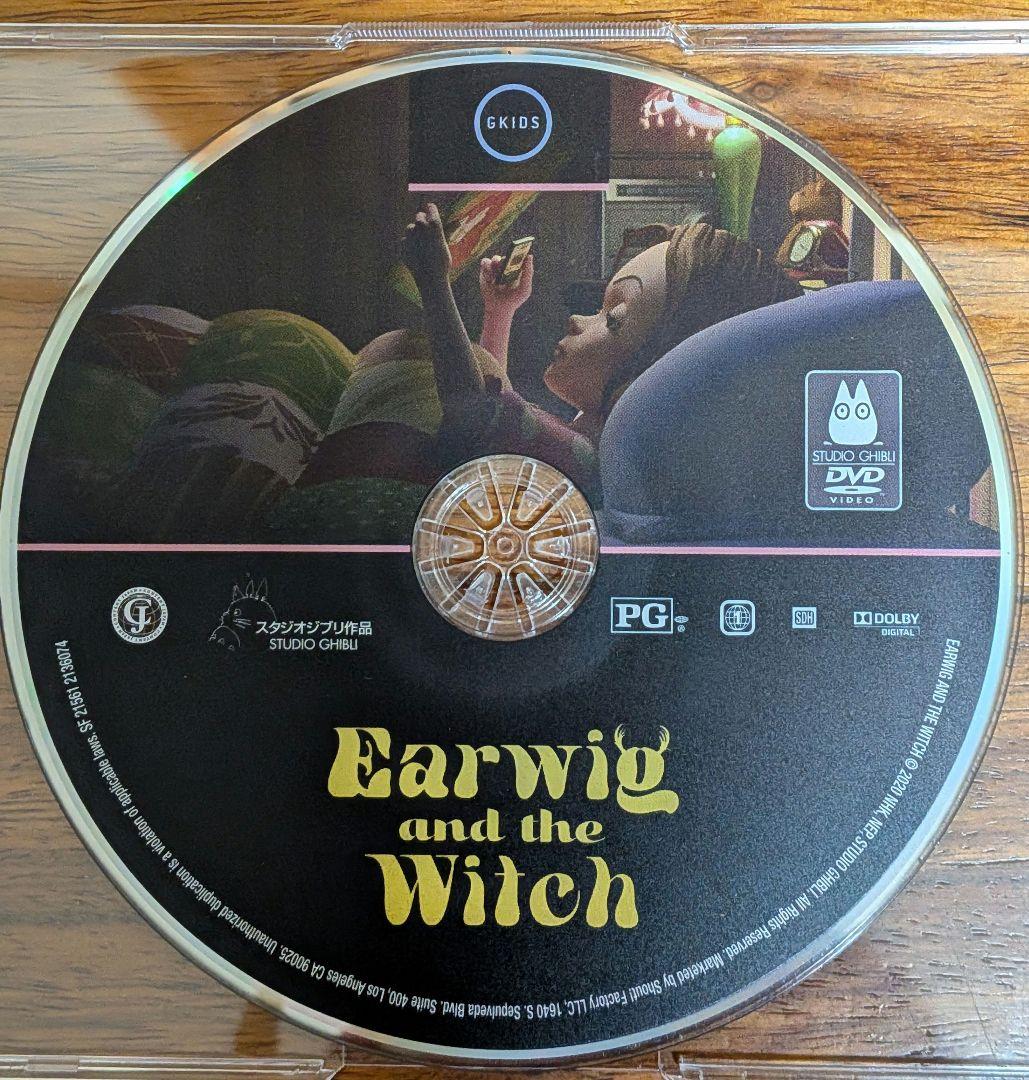 GKIDS
STUDIO GHIBLI
DVD
VIDEO
スタジオジブリ作品
STUDIO GHIBLI
PG
1
SDH
DOLBY
DIGITAL
Earwig
and the
Witch
EARWIG AND THE WITCH © 2020 NHK, NEP, STUDIO GHIBLI. All Rights Reserved. Marketed by Shout! Factory LLC, 1640 S. Sepulveda Blvd. Suite 400, Los Angeles CA 90025. Unauthorized duplication is a violation of applicable laws. SF 21561 2136074